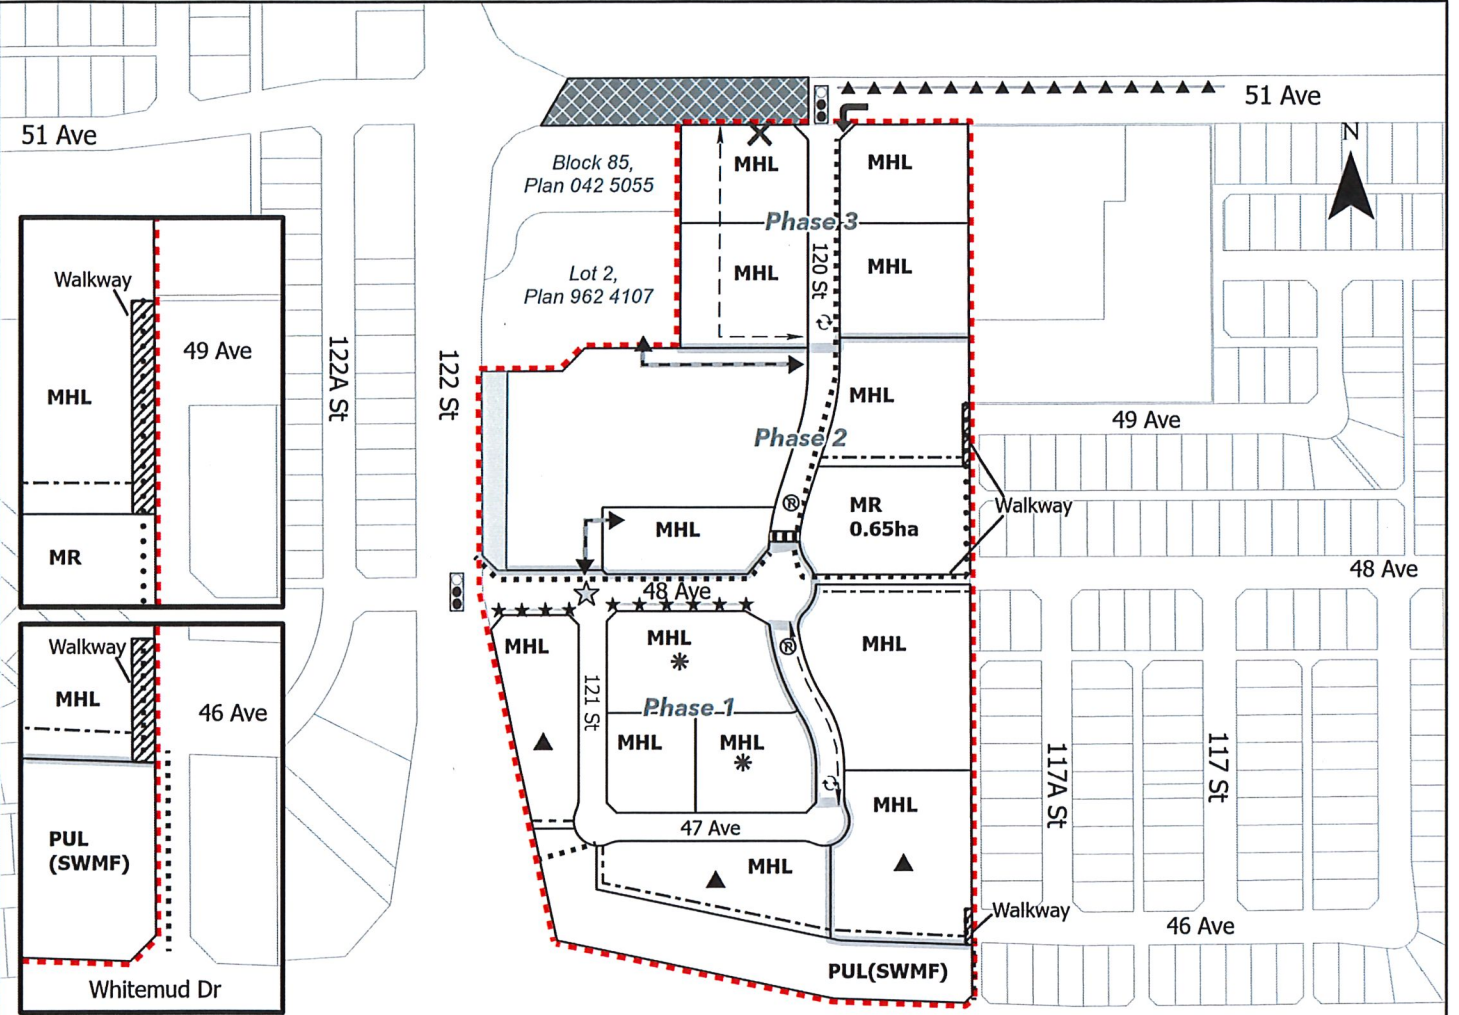 51 Ave
51 Ave
N
Block 85,
Plan 042 5055
MHL
MHL
Phase 3
Walkway
120 St
Lot 2,
Plan 962 4107
MHL
MHL
49 Ave
122A St
122 St
MHL
MHL
49 Ave
Phase 2
MR
0.65ha
Walkway
MHL
MR
R
48 Ave
48 Ave
MHL
MHL
MHL
Walkway
MHL
R
46 Ave
121 St
Phase 1
MHL
MHL
117A St
117 St
MHL
47 Ave
PUL
(SWMF)
MHL
Walkway
46 Ave
PUL(SWMF)
Whitemud Dr